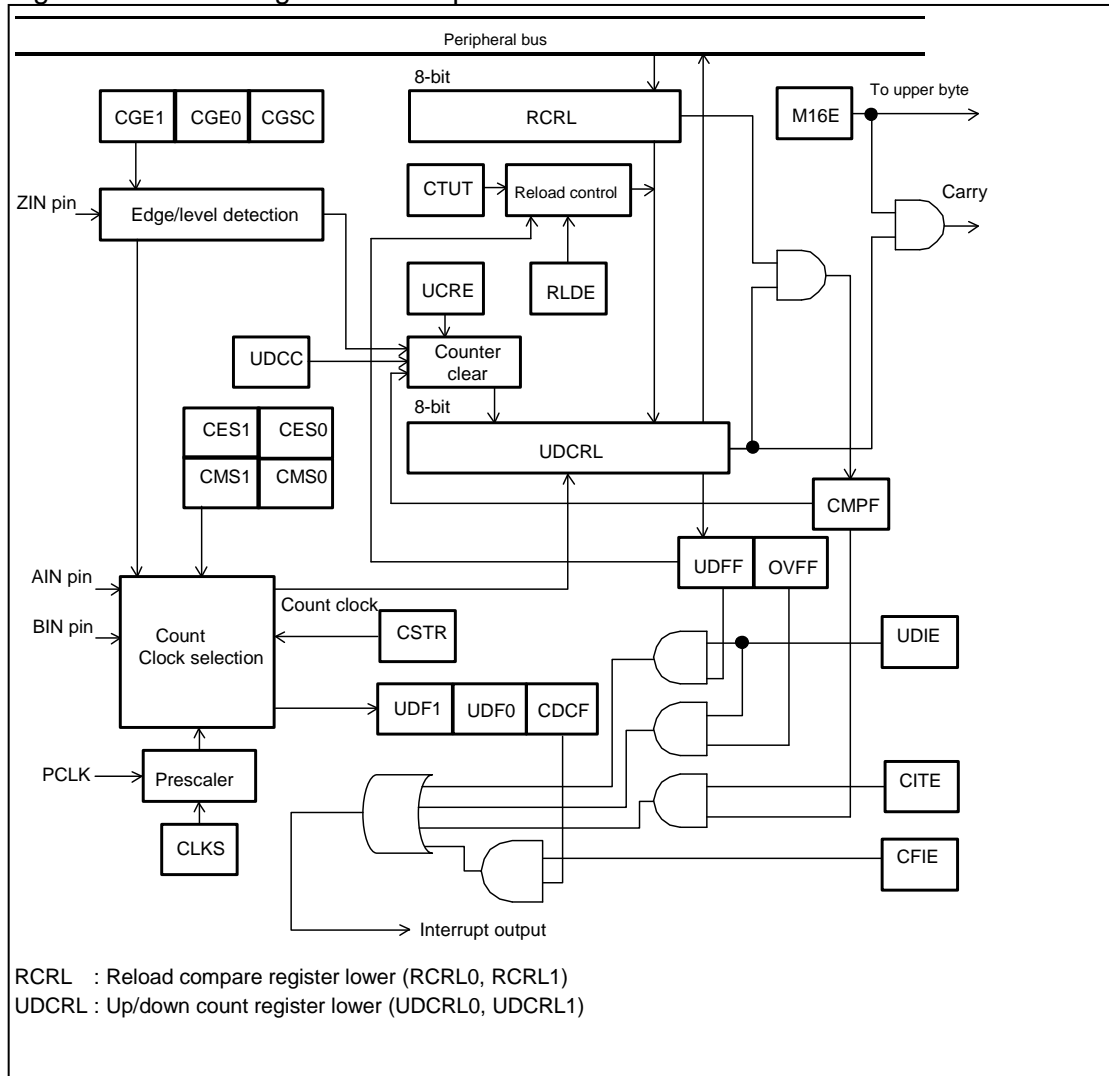 Peripheral bus
8-bit
CGE1 CGE0 CGSC
RCRL
M16E
To upper byte
CTUT
Reload control
Carry
ZIN pin
Edge/level detection
UCRE
RLDE
UDCC
Counter
clear
8-bit
CES1 CES0
UDCRL
CMS1 CMS0
CMPF
UDFF OVFF
AIN pin
Count clock
BIN pin
Count
Clock selection
CSTR
UDIE
UDF1 UDF0 CDCF
PCLK
Prescaler
CITE
CLKS
CFIE
Interrupt output
RCRL : Reload compare register lower (RCRL0, RCRL1)
UDCRL : Up/down count register lower (UDCRL0, UDCRL1)